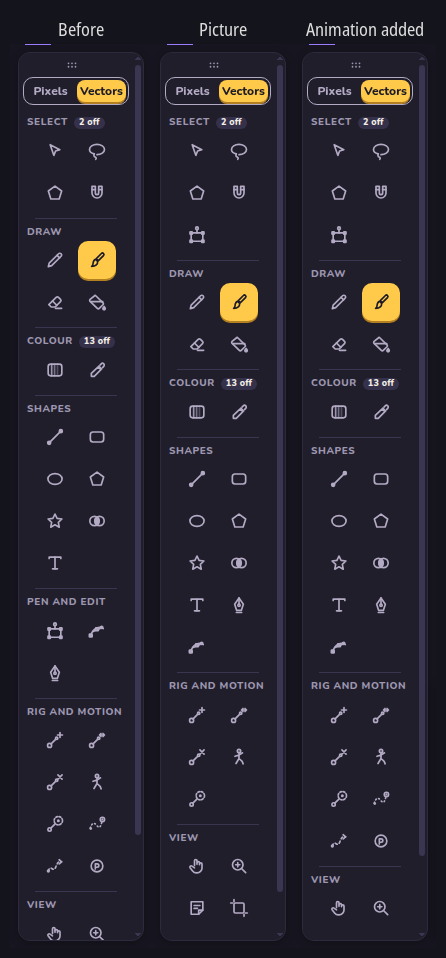 Before
Pixels Vectors
SELECT 2 off
DRAW
COLOUR 13 off
SHAPES
PEN AND EDIT
RIG AND MOTION
VIEW
Picture
Pixels Vectors
SELECT 2 off
DRAW
COLOUR 13 off
SHAPES
RIG AND MOTION
VIEW
Animation added
Pixels Vectors
SELECT 2 off
DRAW
COLOUR 13 off
SHAPES
RIG AND MOTION
VIEW